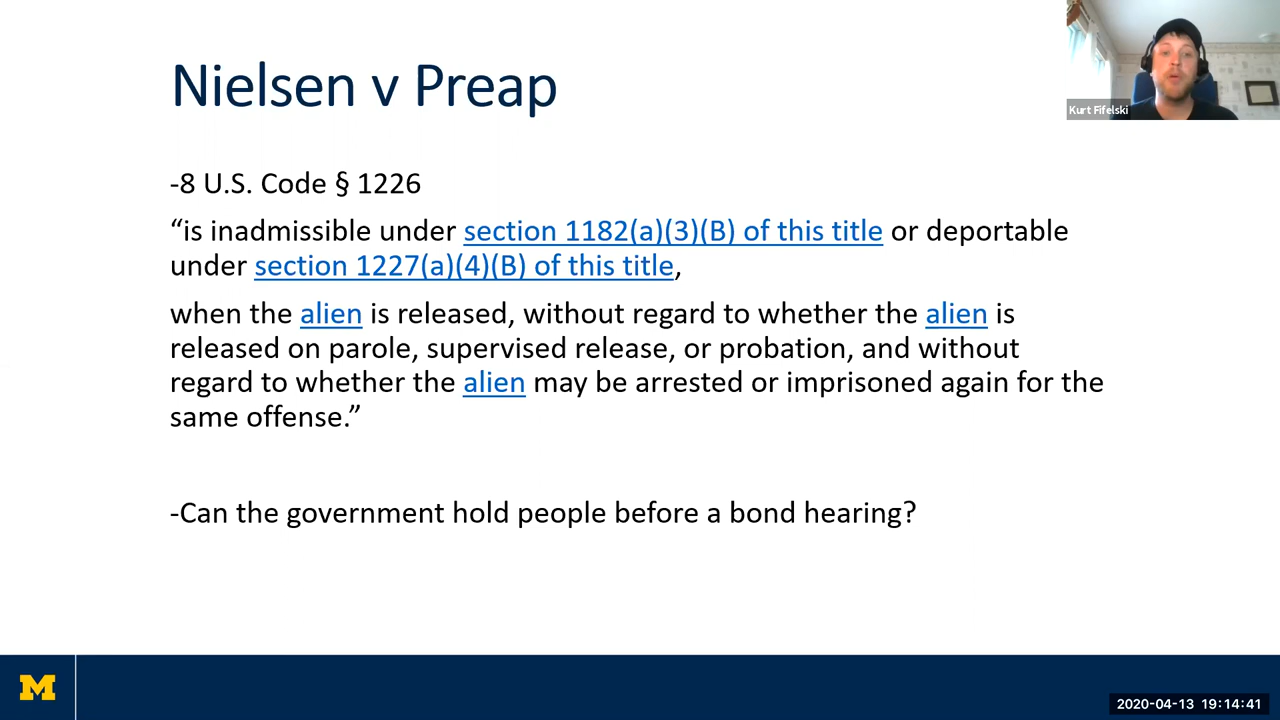 Nielsen v Preap
Kurt Fifelski
-8 U.S. Code § 1226
“is inadmissible under section 1182(a)(3)(B) of this title or deportable
under section 1227(a)(4)(B) of this title,
when the alien is released, without regard to whether the alien is
released on parole, supervised release, or probation, and without
regard to whether the alien may be arrested or imprisoned again for the
same offense.”
-Can the government hold people before a bond hearing?
M
2020-04-13 19:14:41